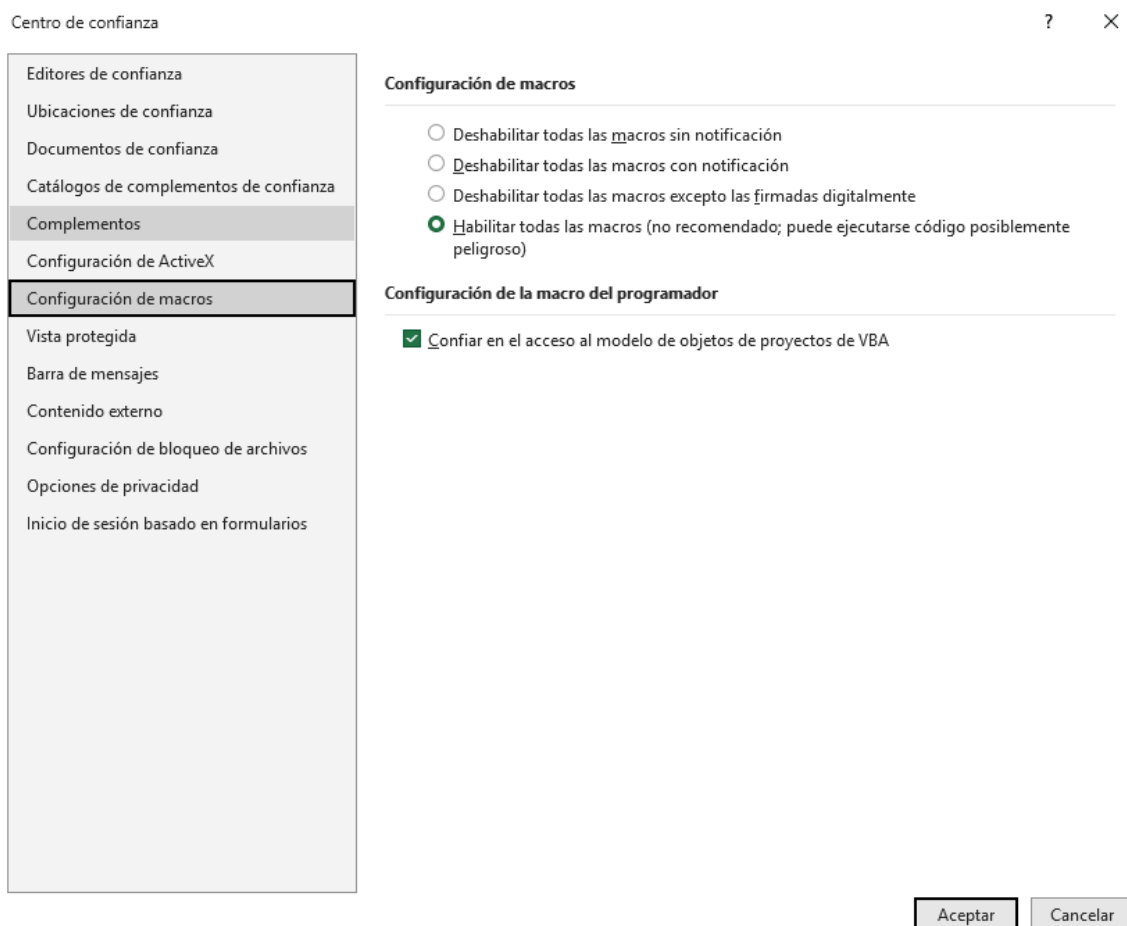 Centro de confianza
?
Editores de confianza
Ubicaciones de confianza
Documentos de confianza
Catálogos de complementos de confianza
Complementos
Configuración de ActiveX
Configuración de macros
Vista protegida
Barra de mensajes
Contenido externo
Configuración de bloqueo de archivos
Opciones de privacidad
Inicio de sesión basado en formularios
Configuración de macros
Deshabilitar todas las macros sin notificación
Deshabilitar todas las macros con notificación
Deshabilitar todas las macros excepto las firmadas digitalmente
Habilitar todas las macros (no recomendado; puede ejecutarse código posiblemente
peligroso)
Configuración de la macro del programador
Confiar en el acceso al modelo de objetos de proyectos de VBA
Aceptar
Cancelar